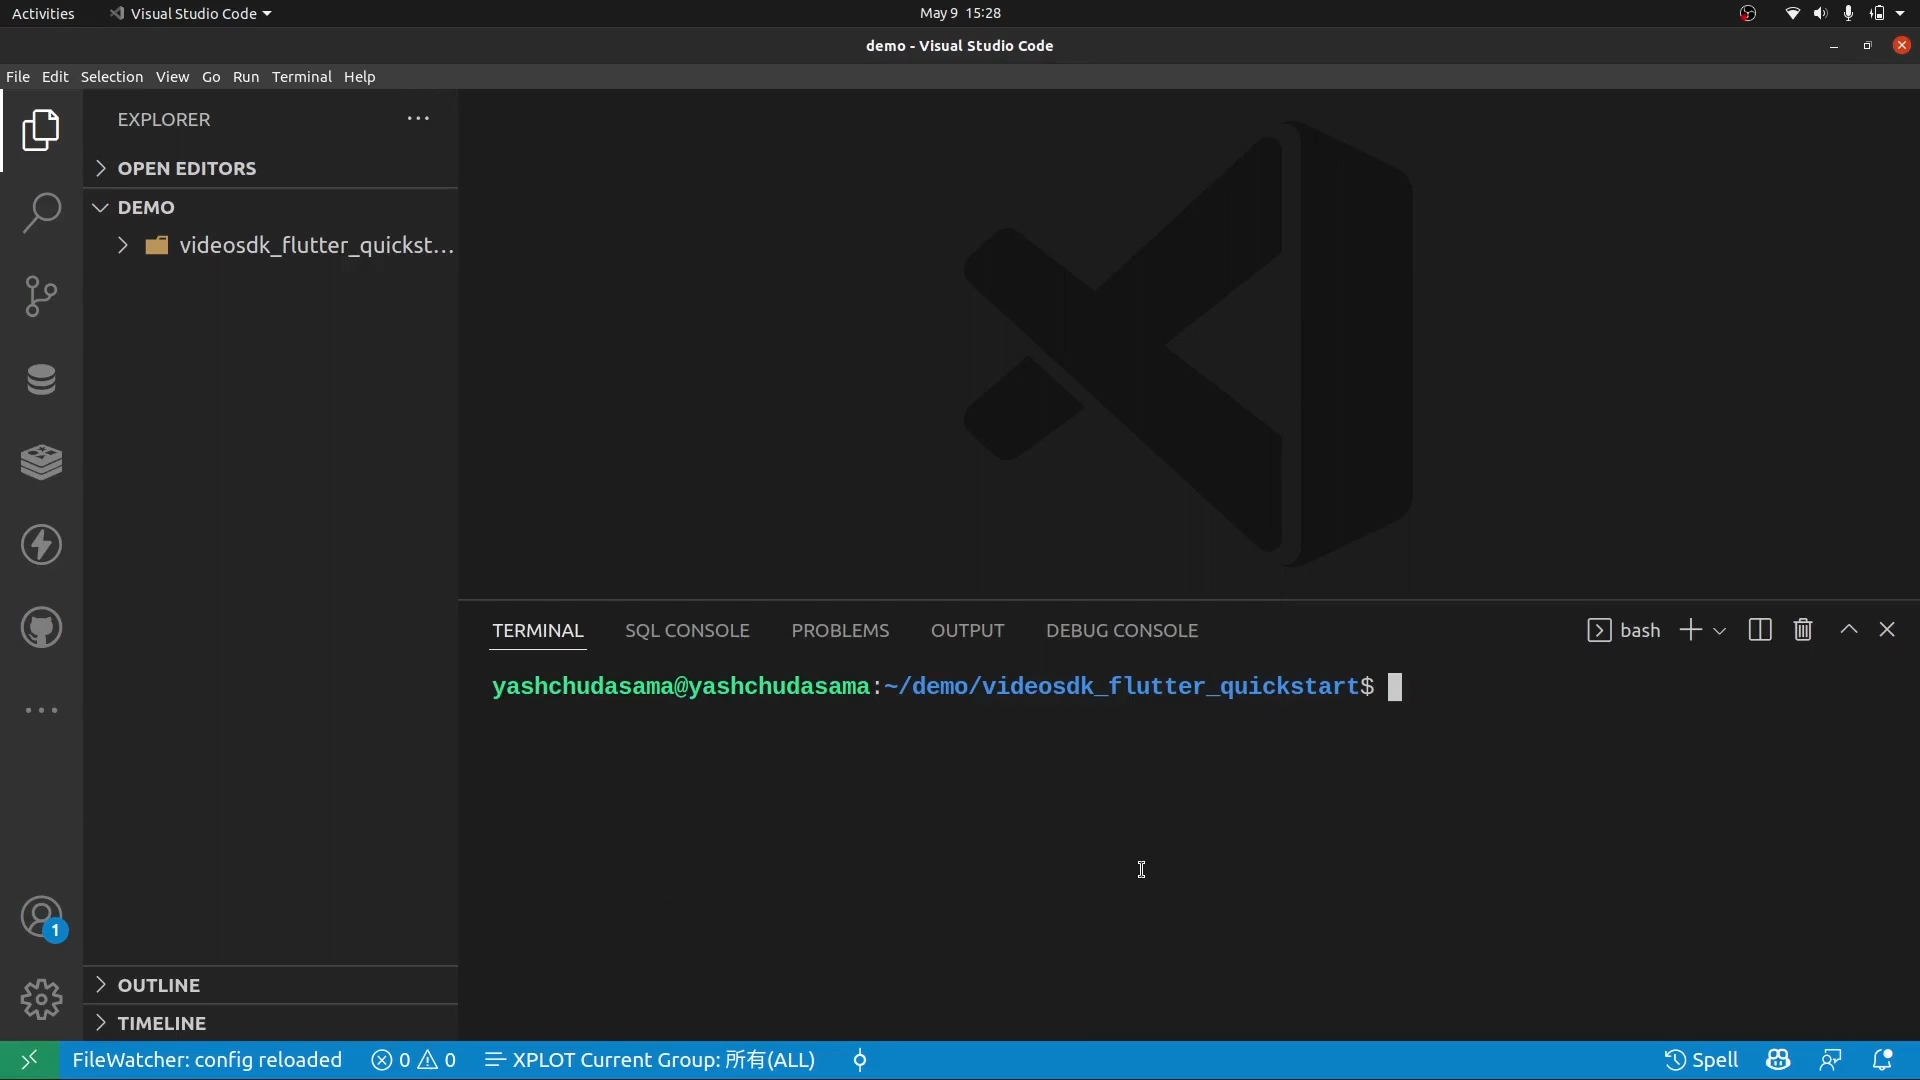 Activities Visual Studio Code May 9 15:28
demo - Visual Studio Code
File Edit Selection View Go Run Terminal Help
EXPLORER
OPEN EDITORS
DEMO
videosdk_flutter_quickst...
TERMINAL SQL CONSOLE PROBLEMS OUTPUT DEBUG CONSOLE bash
yashchudasama@yashchudasama:~/demo/videosdk_flutter_quickstart$
1
OUTLINE
TIMELINE
FileWatcher: config reloaded 0 0 XPLOT Current Group: 所有(ALL) Spell